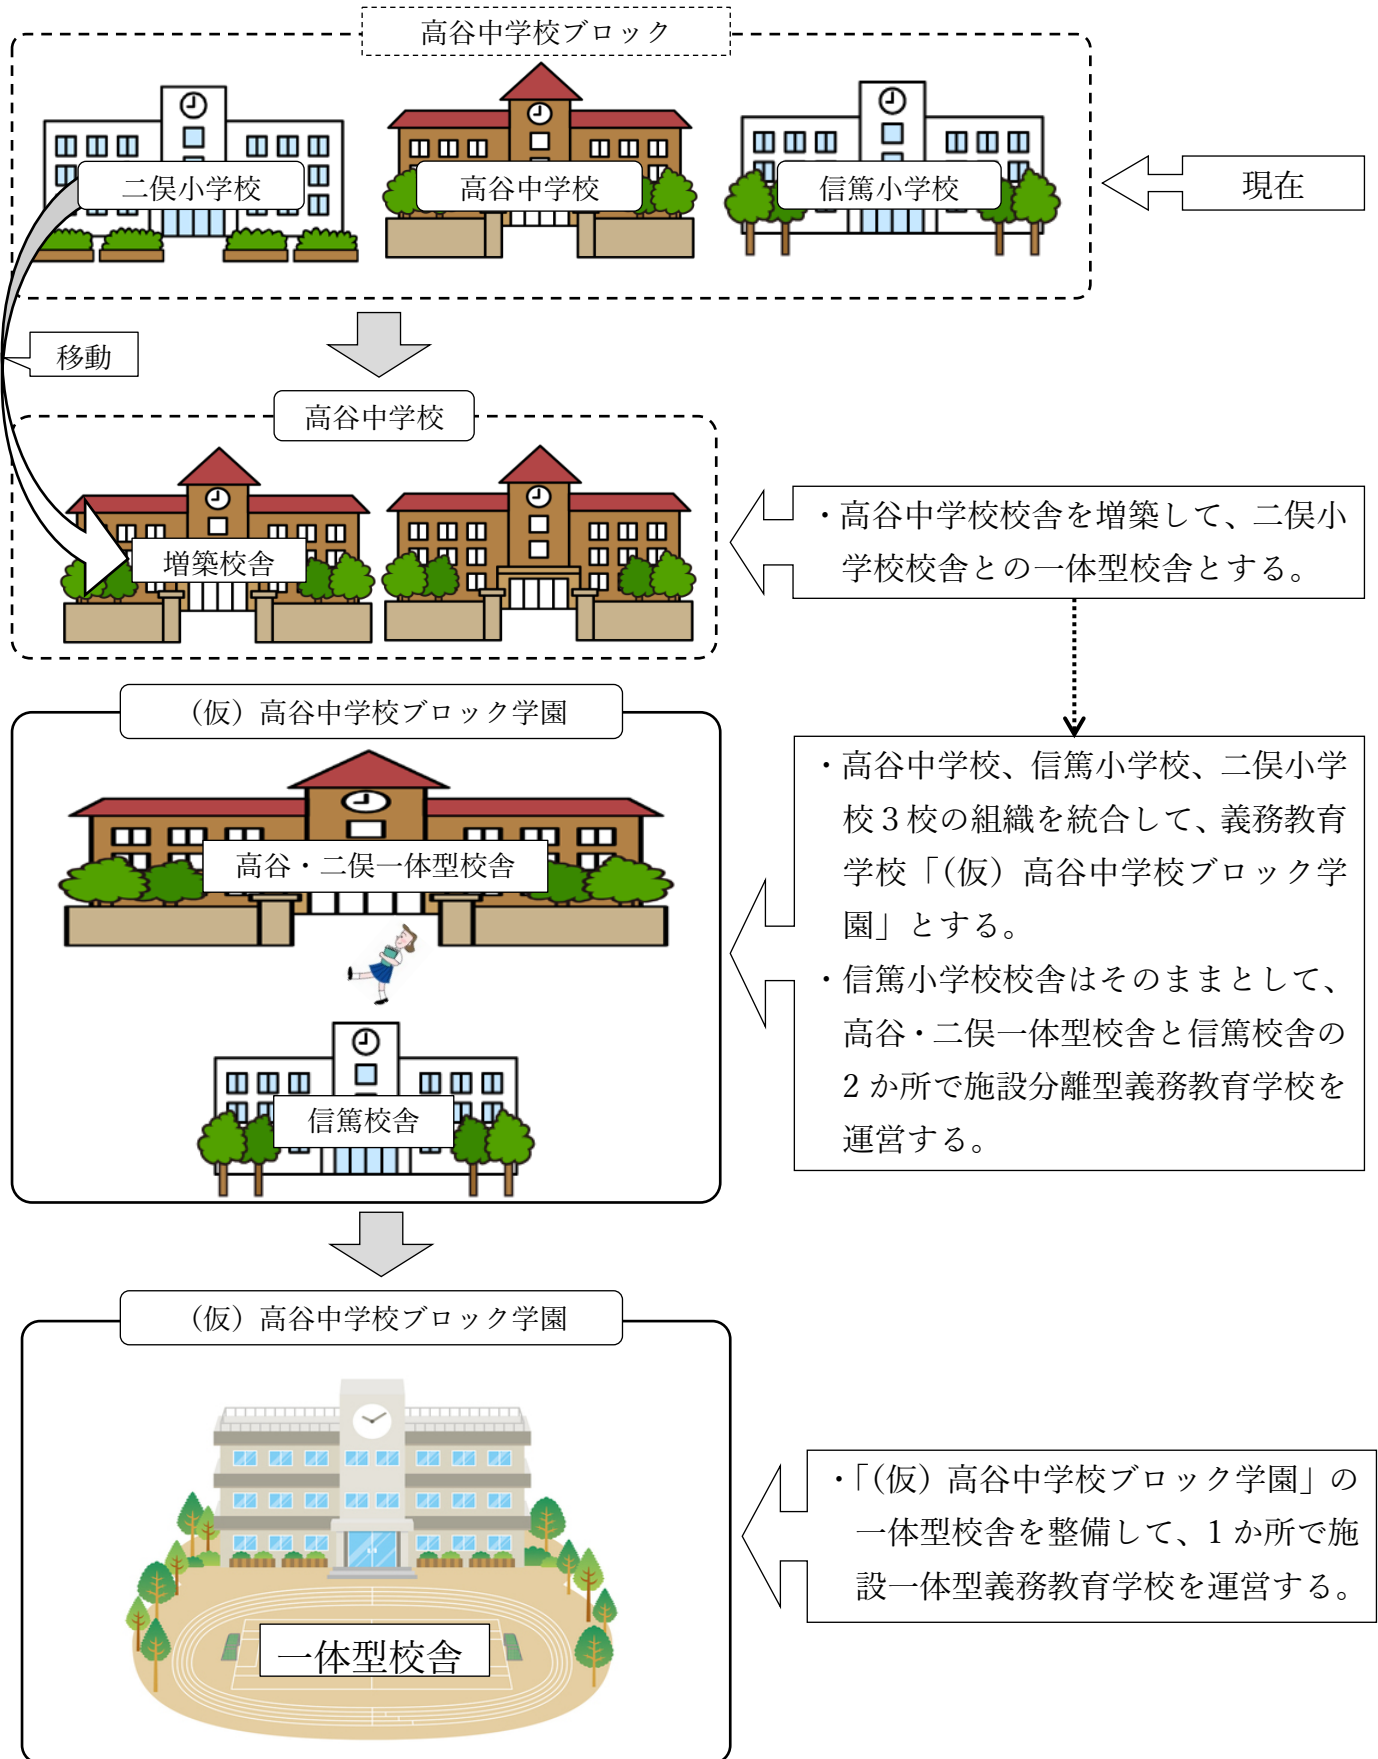 高谷中学校ブロック
二俣小学校
高谷中学校
信篤小学校
現在
移動
高谷中学校
増築校舎
・高谷中学校校舎を増築して、二俣小
学校校舎との一体型校舎とする。
（仮）高谷中学校ブロック学園
高谷・二俣一体型校舎
信篤校舎
・高谷中学校、信篤小学校、二俣小学
校３校の組織を統合して、義務教育
学校「（仮）高谷中学校ブロック学
園」とする。
・信篤小学校校舎はそのままとして、
高谷・二俣一体型校舎と信篤校舎の
2 か所で施設分離型義務教育学校を
運営する。
（仮）高谷中学校ブロック学園
一体型校舎
・「（仮）高谷中学校ブロック学園」の
一体型校舎を整備して、1 か所で施
設一体型義務教育学校を運営する。